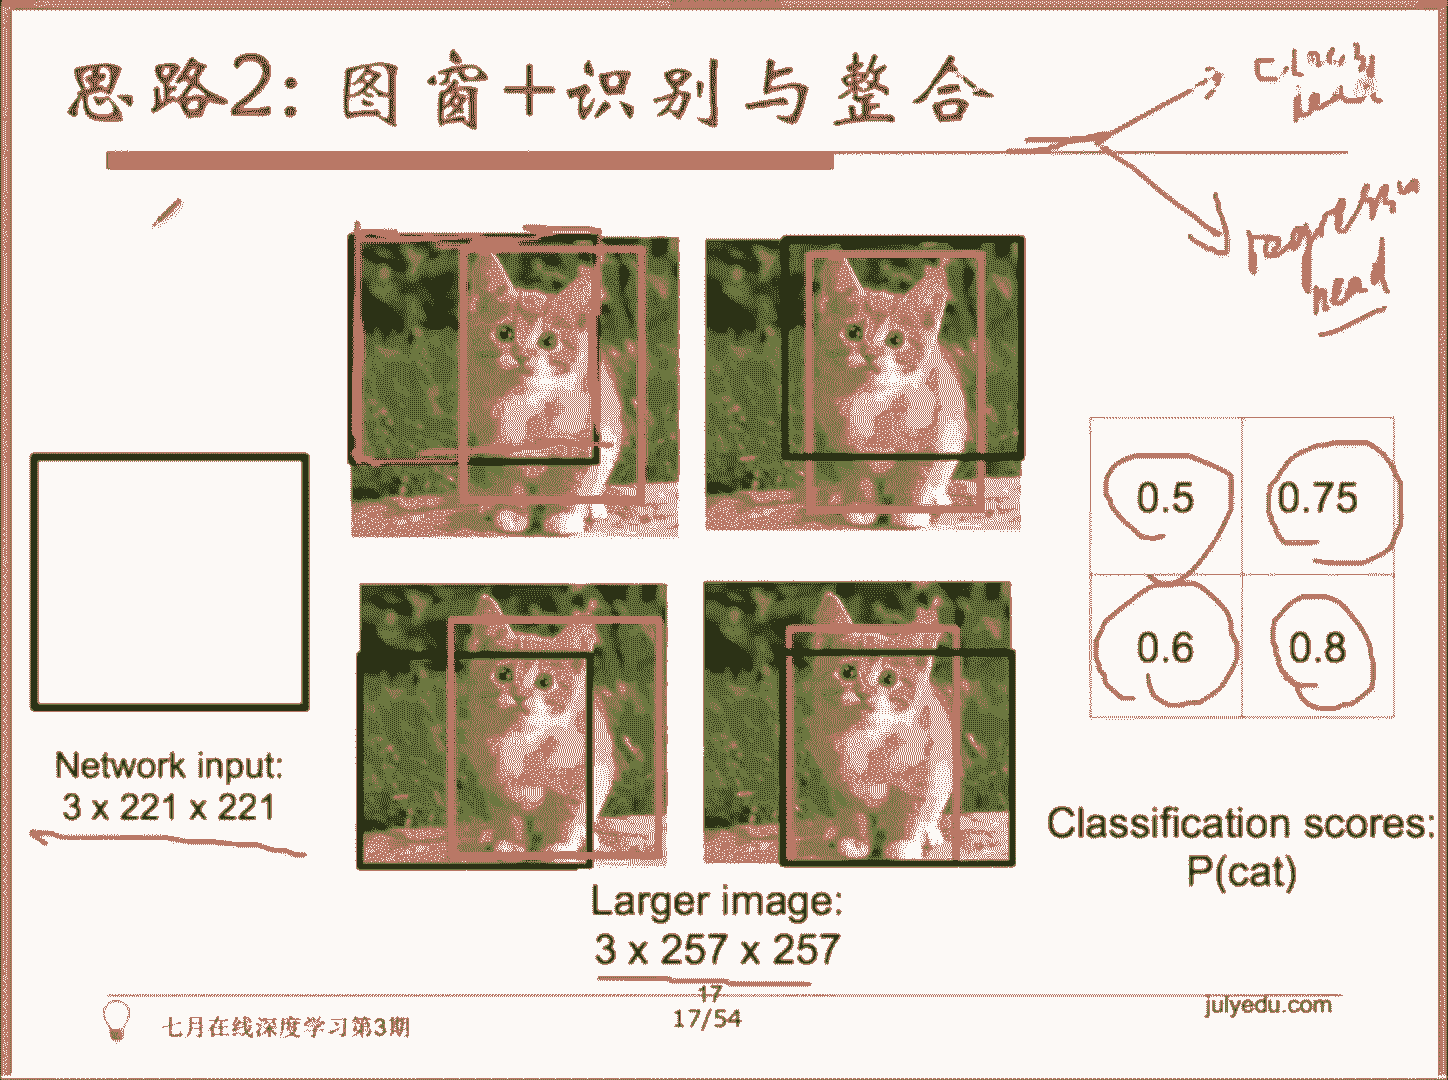 思路2: 图窗+识别与整合
regression
head
0.5
0.75
0.6
0.8
Network input:
3 x 221 x 221
Classification scores:
P(cat)
Larger image:
3 x 257 x 257
17
17/54
七月在线深度学习第3期
julyedu.com